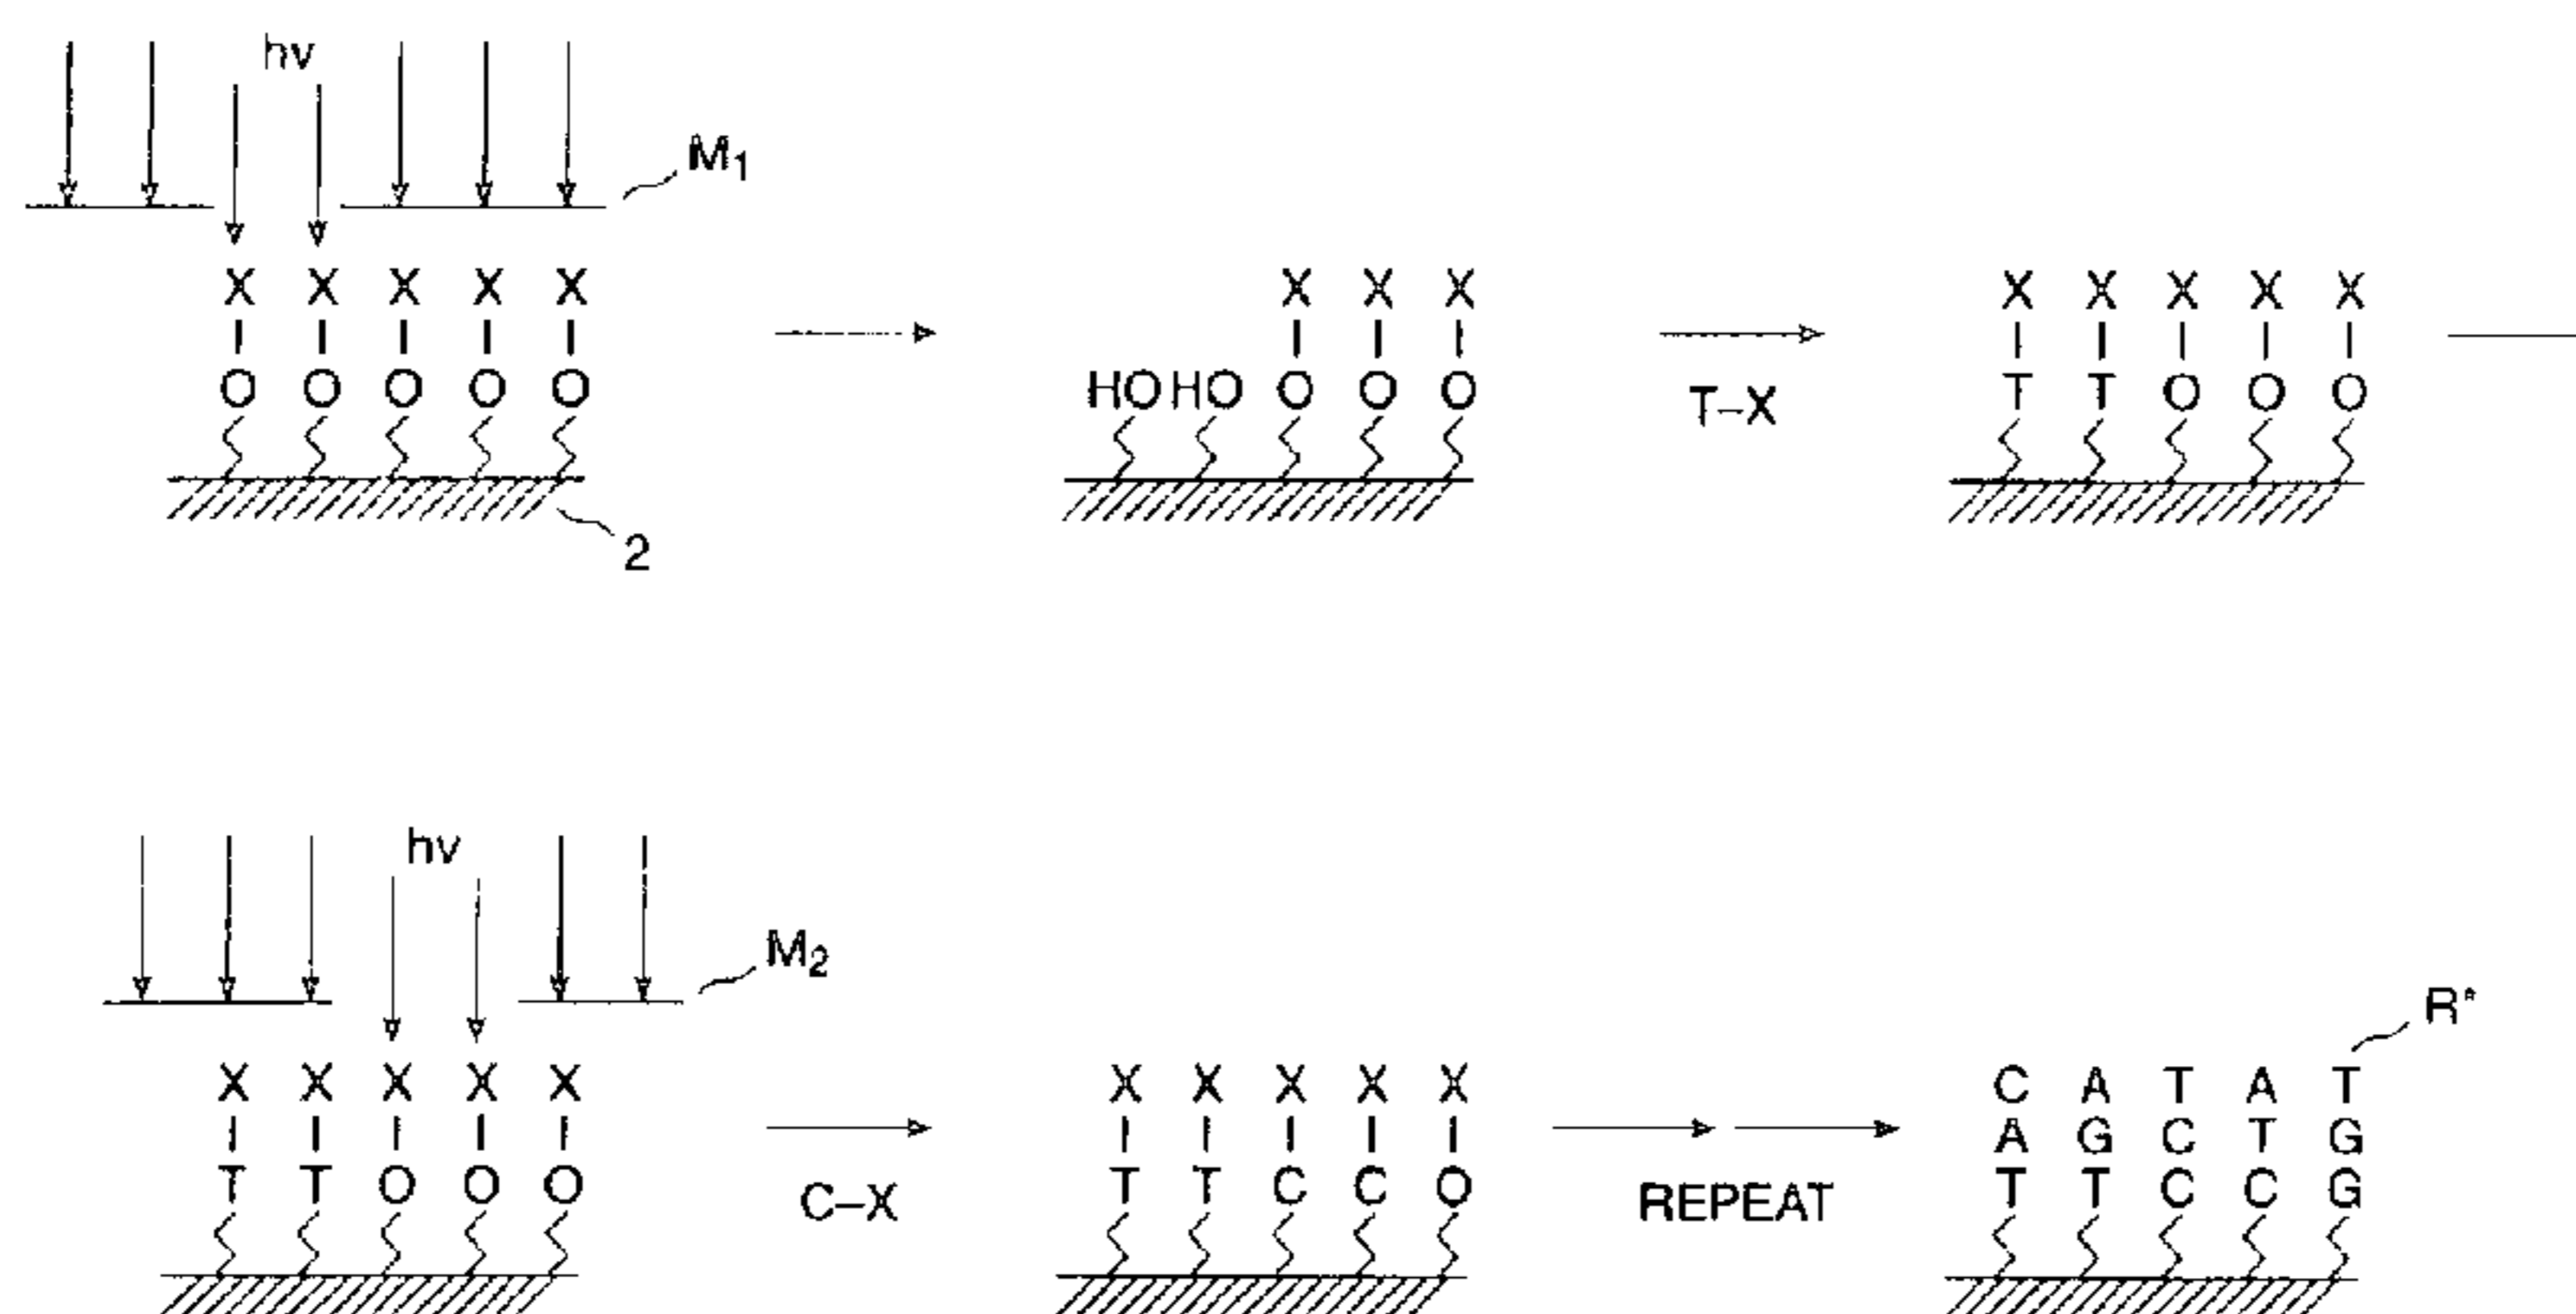 hν
M1
X X X X X
O O O O O
2
X X X
HO HO O O O
T–X
X X X X X
T T O O O
hν
M2
X X X X X
T T O O O
C–X
X X X X X
T T C C O
REPEAT
R*
C A T A T
A G C T G
T T C C G